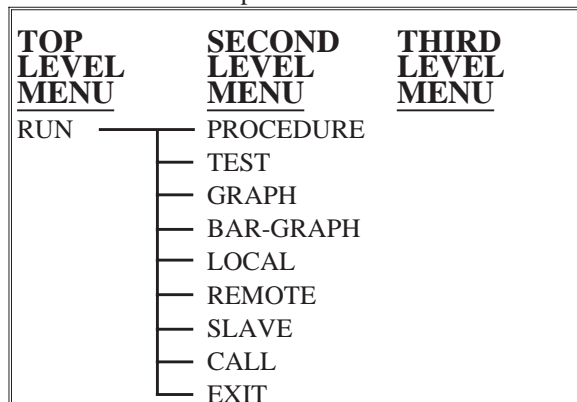 TOP SECOND THIRD
LEVEL LEVEL LEVEL
MENU MENU MENU
RUN PROCEDURE
TEST
GRAPH
BAR-GRAPH
LOCAL
REMOTE
SLAVE
CALL
EXIT